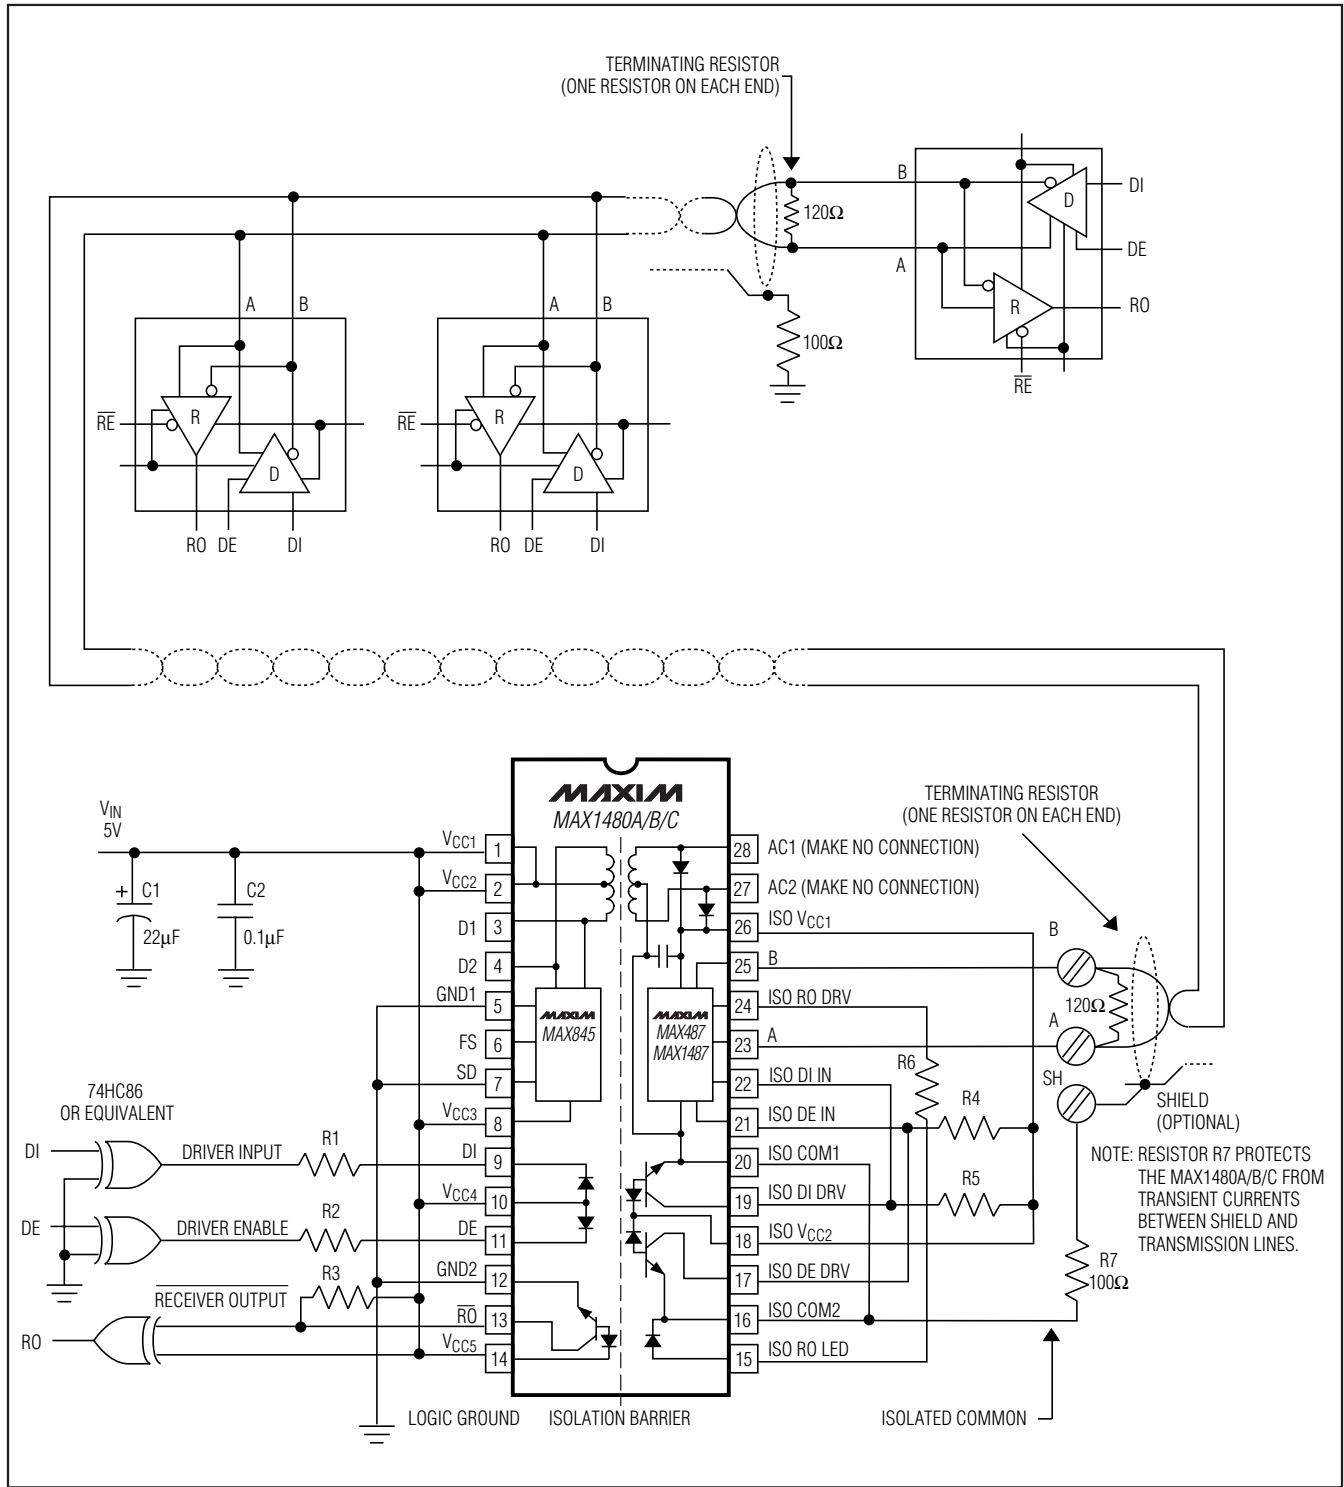 TERMINATING RESISTOR
(ONE RESISTOR ON EACH END)
B
DI
D
120Ω
DE
A
R
RO
100Ω
RE
A B
A B
RE
R
D
RE
R
D
RO DE DI
RO DE DI
MAXIM
MAX1480A/B/C
VIN
5V
C1
22µF
C2
0.1µF
VCC1 1
VCC2 2
D1 3
D2 4
GND1 5
FS 6
SD 7
VCC3 8
DI 9
VCC4 10
DE 11
GND2 12
RO 13
VCC5 14
MAXIM
MAX845
MAXIM
MAX487
MAX1487
28 AC1 (MAKE NO CONNECTION)
27 AC2 (MAKE NO CONNECTION)
26 ISO VCC1
25 B
24 ISO RO DRV
23 A
22 ISO DI IN
21 ISO DE IN
20 ISO COM1
19 ISO DI DRV
18 ISO VCC2
17 ISO DE DRV
16 ISO COM2
15 ISO RO LED
74HC86
OR EQUIVALENT
DI
DRIVER INPUT
R1
DE
DRIVER ENABLE
R2
R3
RECEIVER OUTPUT
RO
R6
R4
R5
TERMINATING RESISTOR
(ONE RESISTOR ON EACH END)
B
120Ω
A
SH
SHIELD
(OPTIONAL)
NOTE: RESISTOR R7 PROTECTS
THE MAX1480A/B/C FROM
TRANSIENT CURRENTS
BETWEEN SHIELD AND
TRANSMISSION LINES.
R7
100Ω
LOGIC GROUND
ISOLATION BARRIER
ISOLATED COMMON